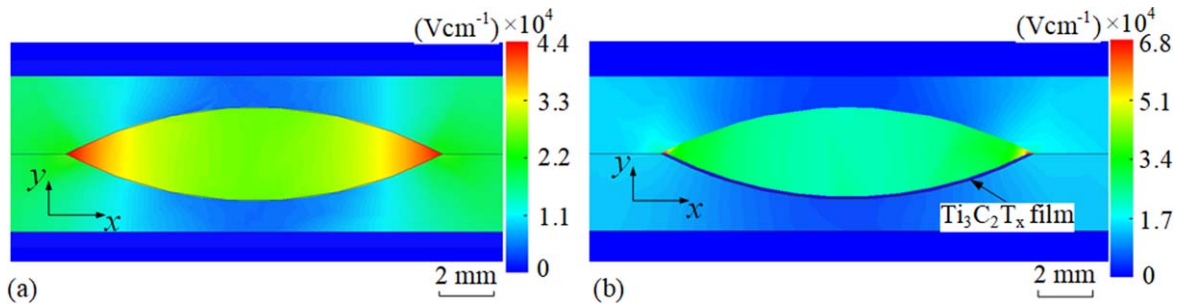 (Vcm⁻¹) ×10⁴
4.4
3.3
2.2
1.1
0
y
x
(a)
2 mm
(Vcm⁻¹) ×10⁴
6.8
5.1
3.4
1.7
0
y
x
Ti₃C₂Tₓ film
(b)
2 mm